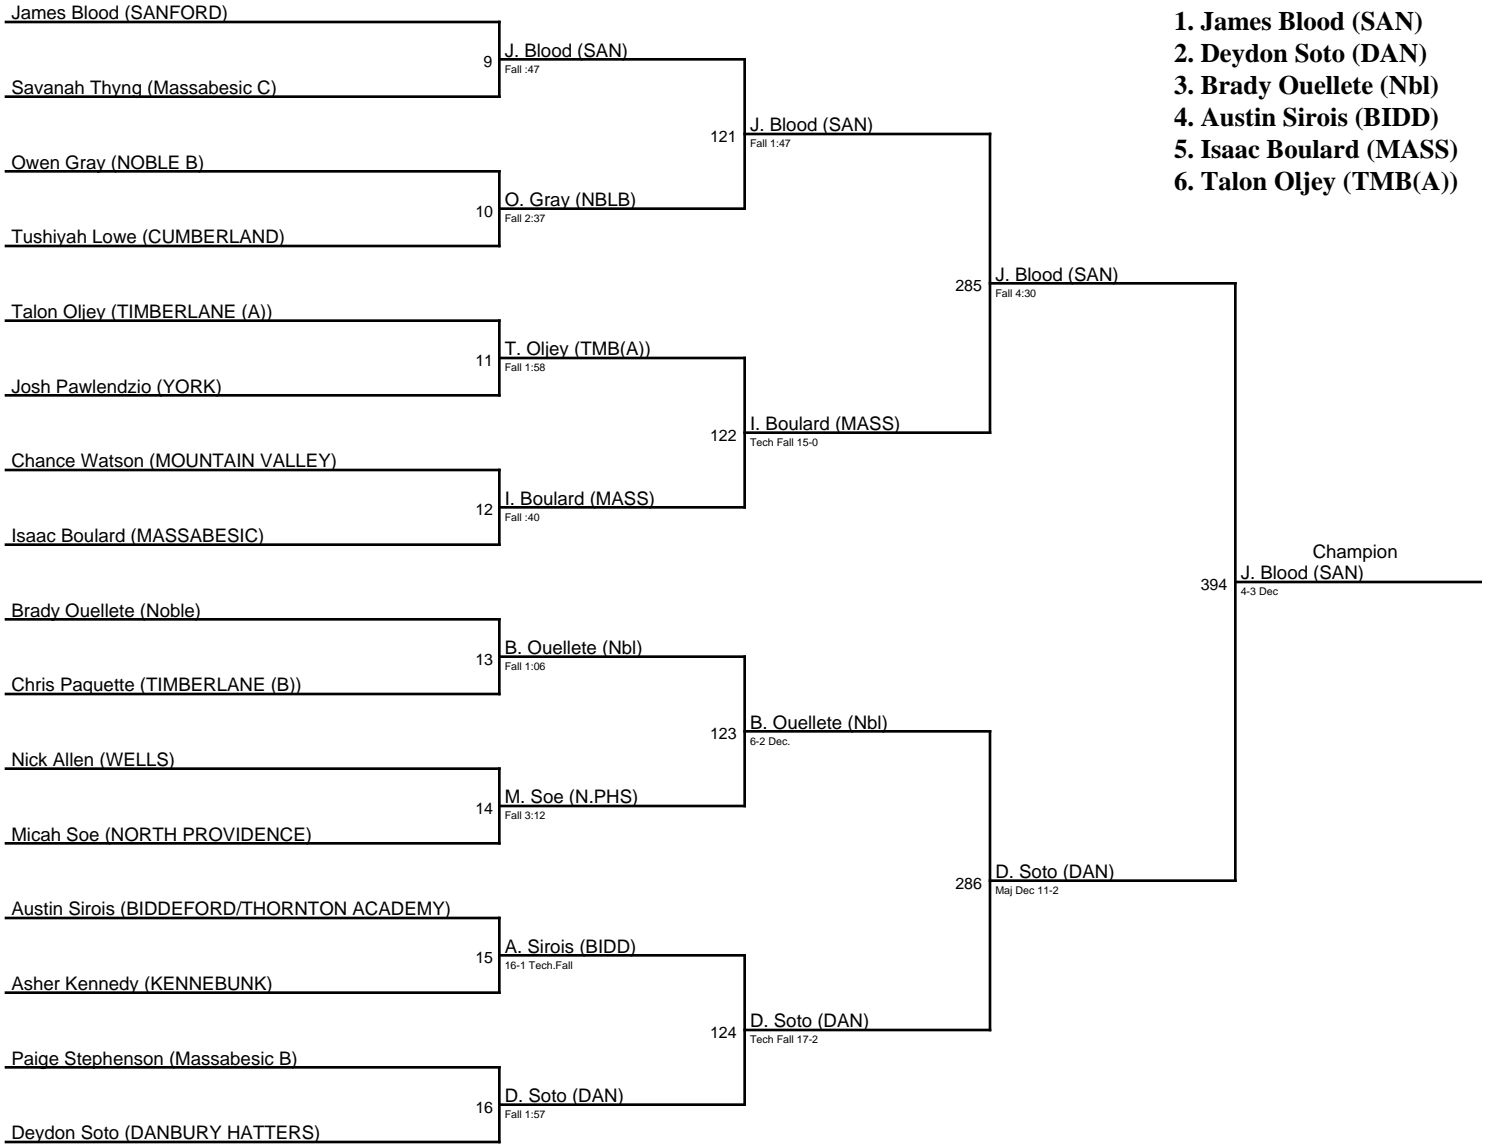 James Blood (SANFORD)
9
J. Blood (SAN)
Fall :47
Savanah Thyng (Massabesic C)
121
J. Blood (SAN)
Fall 1:47
Owen Gray (NOBLE B)
10
O. Gray (NBLB)
Fall 2:37
Tushiyah Lowe (CUMBERLAND)
285
J. Blood (SAN)
Fall 4:30
Talon Oljey (TIMBERLANE (A))
11
T. Oljey (TMB(A))
Fall 1:58
Josh Pawlendzio (YORK)
122
I. Boulard (MASS)
Tech Fall 15-0
Chance Watson (MOUNTAIN VALLEY)
12
I. Boulard (MASS)
Fall :40
Isaac Boulard (MASSABESIC)
Champion
394
J. Blood (SAN)
4-3 Dec
Brady Ouellete (Noble)
13
B. Ouellete (Nbl)
Fall 1:06
Chris Paquette (TIMBERLANE (B))
123
B. Ouellete (Nbl)
6-2 Dec.
Nick Allen (WELLS)
14
M. Soe (N.PHS)
Fall 3:12
Micah Soe (NORTH PROVIDENCE)
286
D. Soto (DAN)
Maj Dec 11-2
Austin Sirois (BIDDEFORD/THORNTON ACADEMY)
15
A. Sirois (BIDD)
16-1 Tech.Fall
Asher Kennedy (KENNEBUNK)
124
D. Soto (DAN)
Tech Fall 17-2
Paige Stephenson (Massabesic B)
16
D. Soto (DAN)
Fall 1:57
Deydon Soto (DANBURY HATTERS)
1. James Blood (SAN)
2. Deydon Soto (DAN)
3. Brady Ouellete (Nbl)
4. Austin Sirois (BIDD)
5. Isaac Boulard (MASS)
6. Talon Oljey (TMB(A))